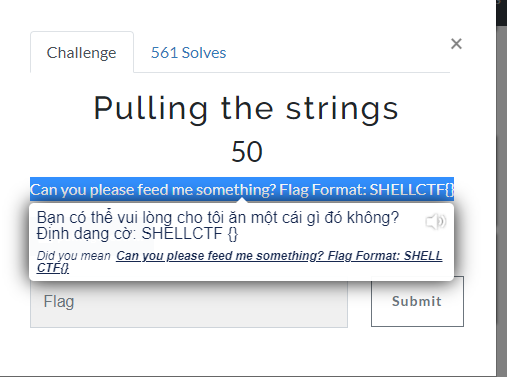 Challenge
561 Solves
×
Pulling the strings
50
Can you please feed me something? Flag Format: SHELLCTF{}
Bạn có thể vui lòng cho tôi ăn một cái gì đó không?
Định dạng cờ: SHELLCTF {}
Did you mean Can you please feed me something? Flag Format: SHELL
CTF{}
Flag
Submit